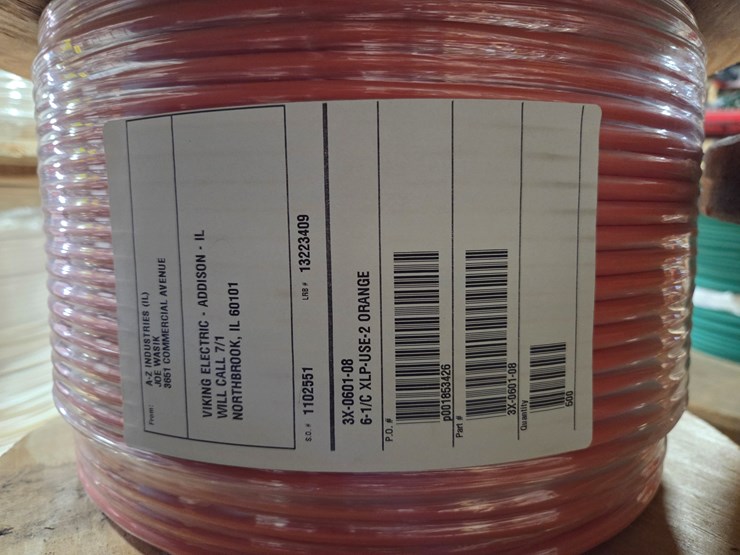 From:
A-Z INDUSTRIES (IL)
JOE WASIK
3651 COMMERCIAL AVENUE
VIKING ELECTRIC - ADDISON - IL
WILL CALL 7/1
NORTHBROOK, IL 60101
S.O. # 1102551 LRB # 13223409
3X-0601-08
6-1/C XLP-USE-2 ORANGE
P.O. #
p001853426
Part #
3X-0601-08
Quantity
500